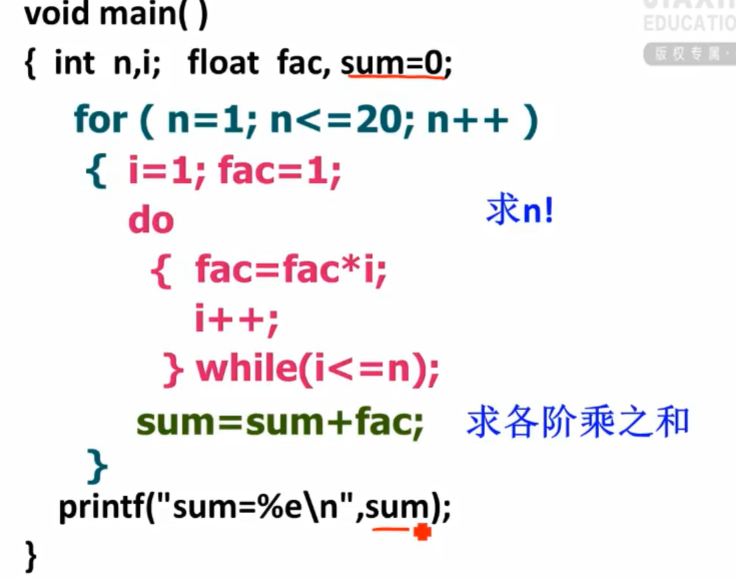 void main( )
{ int n,i; float fac, sum=0;
EDUCATIO
版权专属·
for ( n=1; n<=20; n++ )
{ i=1; fac=1;
do
求n!
{ fac=fac*i;
i++;
} while(i<=n);
sum=sum+fac; 求各阶乘之和
}
printf("sum=%e\n",sum);
}